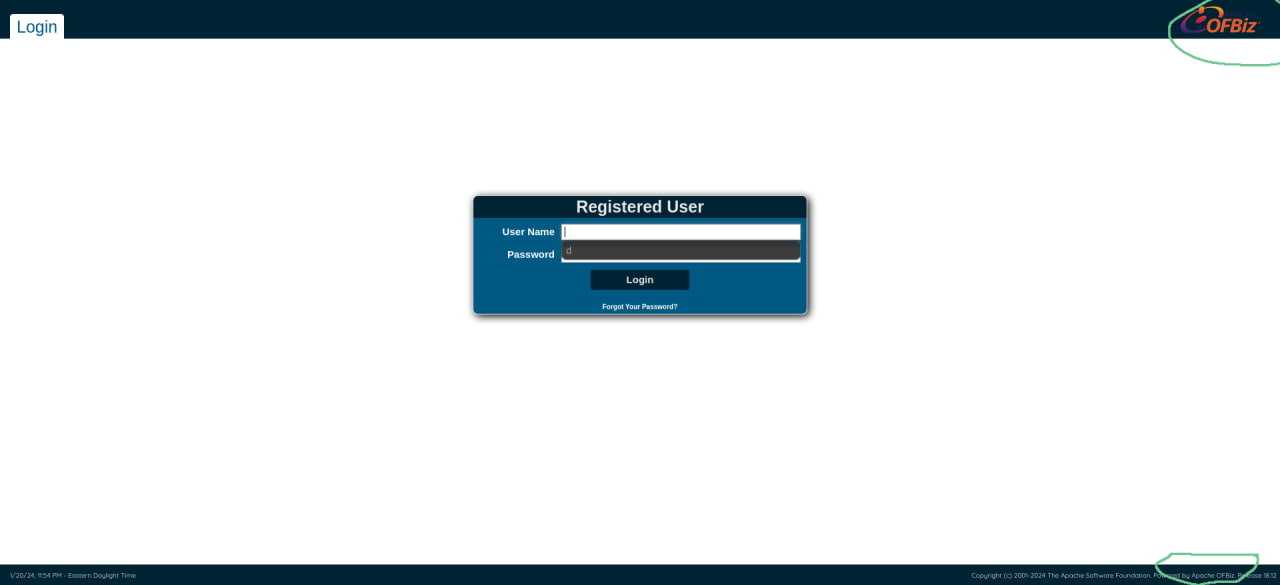 Login
OFBiz
Registered User
User Name
d
Password
Login
Forgot Your Password?
1/20/24, 11:54 PM - Eastern Daylight Time
Copyright (c) 2001-2024 The Apache Software Foundation. Powered by Apache OFBiz. Release 18.12